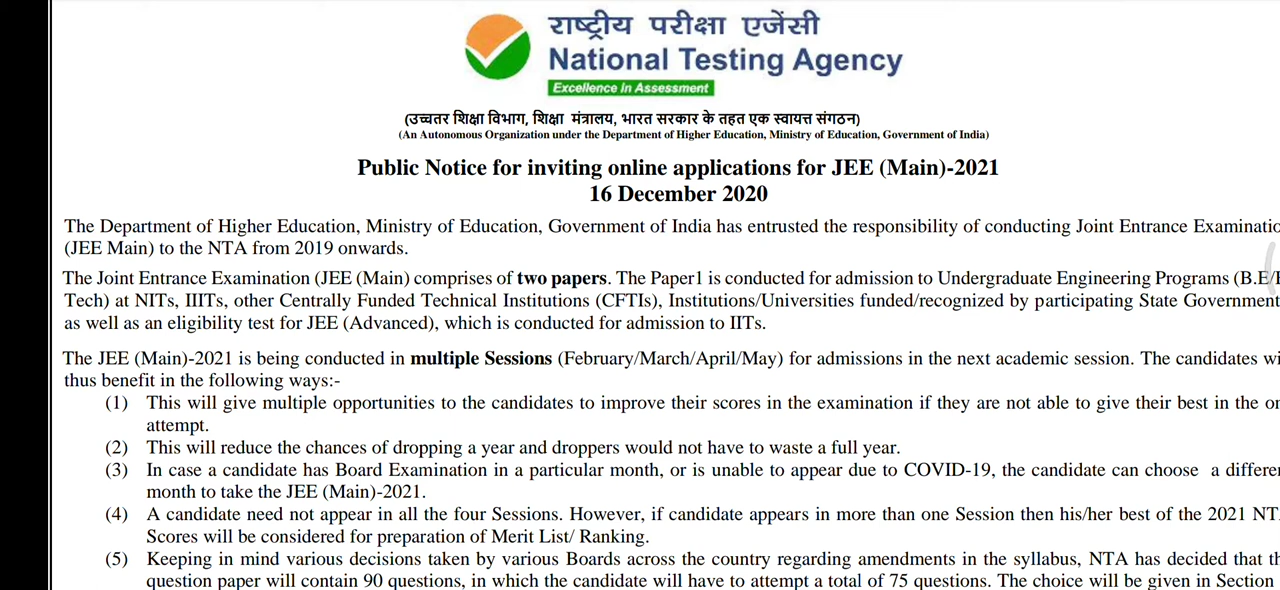 राष्ट्रीय परीक्षा एजेंसी
National Testing Agency
Excellence in Assessment
(उच्चतर शिक्षा विभाग, शिक्षा मंत्रालय, भारत सरकार के तहत एक स्वायत्त संगठन)
(An Autonomous Organization under the Department of Higher Education, Ministry of Education, Government of India)
Public Notice for inviting online applications for JEE (Main)-2021
16 December 2020
The Department of Higher Education, Ministry of Education, Government of India has entrusted the responsibility of conducting Joint Entrance
(JEE Main) to the NTA from 2019 onwards.
The Joint Entrance Examination (JEE (Main) comprises of two papers. The Paper1 is conducted for admission to Undergraduate Engineering Programs
Tech) at NITs, IIITs, other Centrally Funded Technical Institutions (CFTIs), Institutions/Universities funded/recognized by participating State
as well as an eligibility test for JEE (Advanced), which is conducted for admission to IITs.
The JEE (Main)-2021 is being conducted in multiple Sessions (February/March/April/May) for admissions in the next academic session. The candidates
thus benefit in the following ways:-
(1) This will give multiple opportunities to the candidates to improve their scores in the examination if they are not able to give their best in the
attempt.
(2) This will reduce the chances of dropping a year and droppers would not have to waste a full year.
(3) In case a candidate has Board Examination in a particular month, or is unable to appear due to COVID-19, the candidate can choose a
month to take the JEE (Main)-2021.
(4) A candidate need not appear in all the four Sessions. However, if candidate appears in more than one Session then his/her best of the 2021
Scores will be considered for preparation of Merit List/ Ranking.
(5) Keeping in mind various decisions taken by various Boards across the country regarding amendments in the syllabus, NTA has decided that
question paper will contain 90 questions, in which the candidate will have to attempt a total of 75 questions. The choice will be given in Section